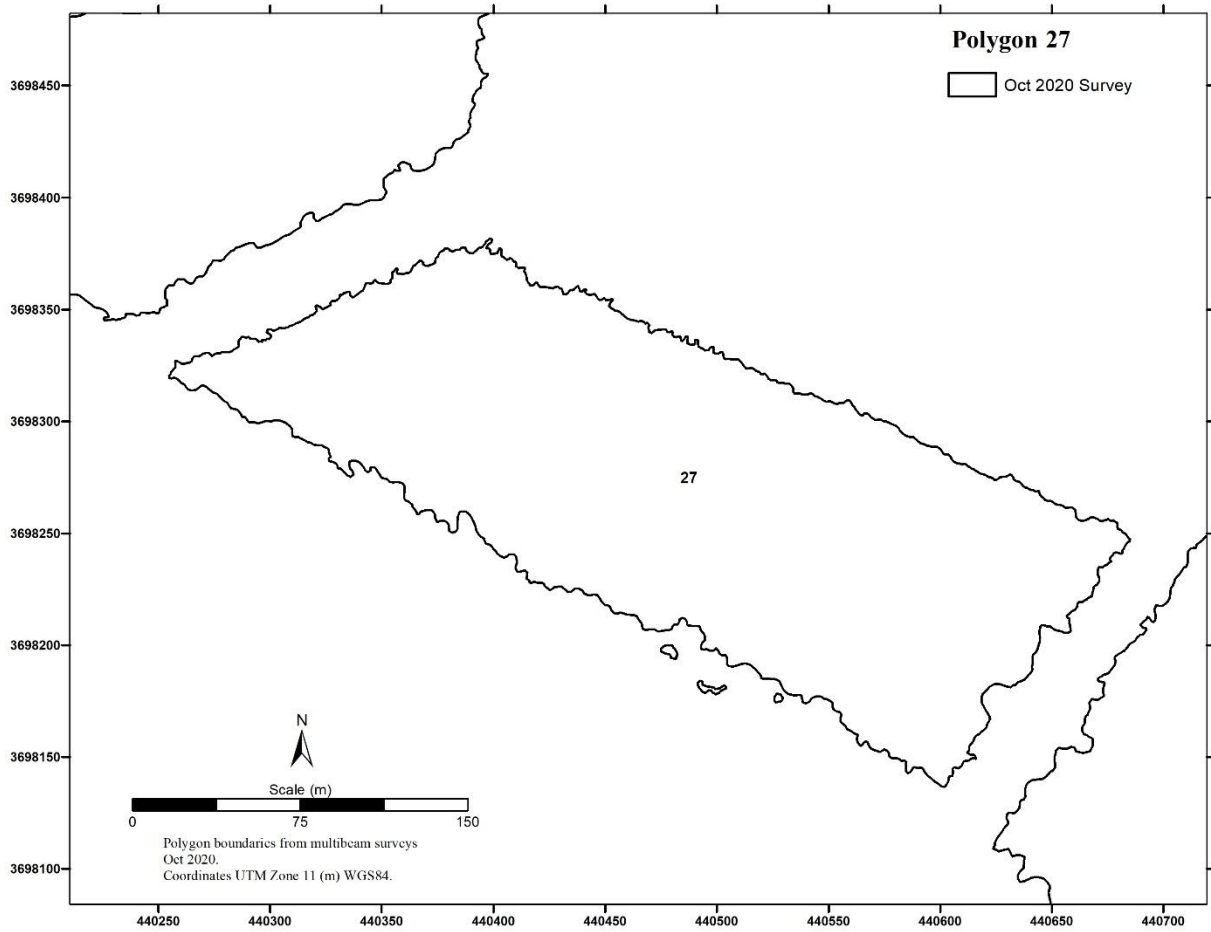 Polygon 27
Oct 2020 Survey
3698450
3698400
3698350
3698300
3698250
3698200
3698150
3698100
27
N
Scale (m)
0 75 150
Polygon boundaries from multibeam surveys
Oct 2020.
Coordinates UTM Zone 11 (m) WGS84.
440250 440300 440350 440400 440450 440500 440550 440600 440650 440700